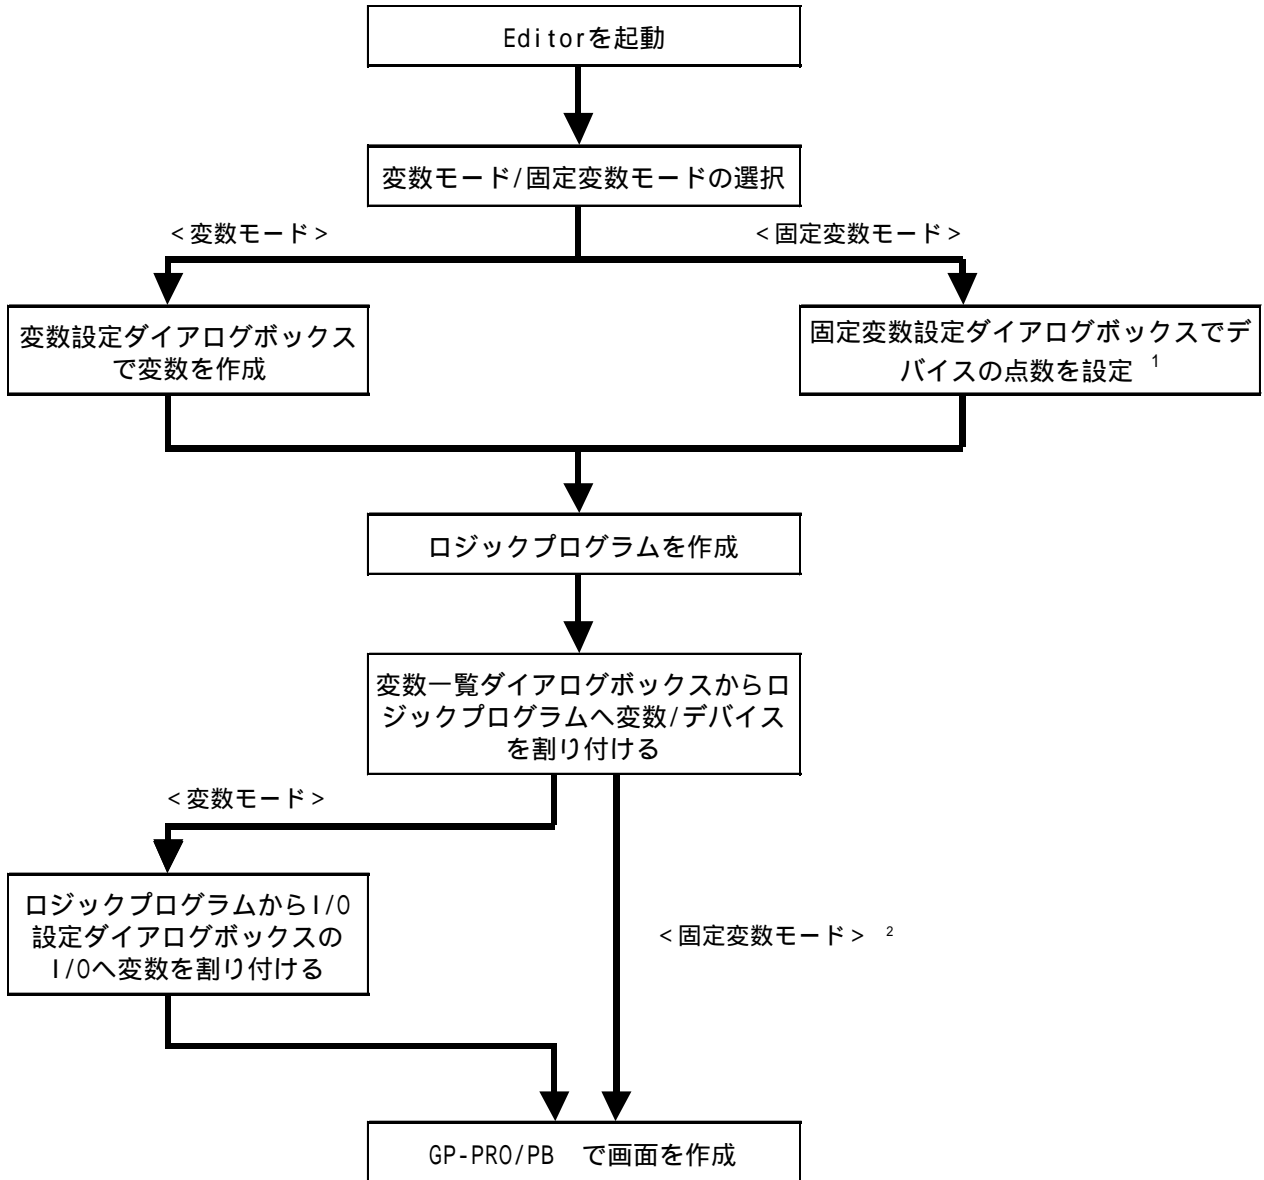 Editorを起動
変数モード/固定変数モードの選択
<変数モード>
<固定変数モード>
変数設定ダイアログボックス
で変数を作成
固定変数設定ダイアログボックスでデ
バイスの点数を設定 1
ロジックプログラムを作成
変数一覧ダイアログボックスからロ
ジックプログラムへ変数/デバイス
を割り付ける
<変数モード>
ロジックプログラムからI/O
設定ダイアログボックスの
I/Oへ変数を割り付ける
<固定変数モード> 2
GP-PRO/PB　で画面を作成